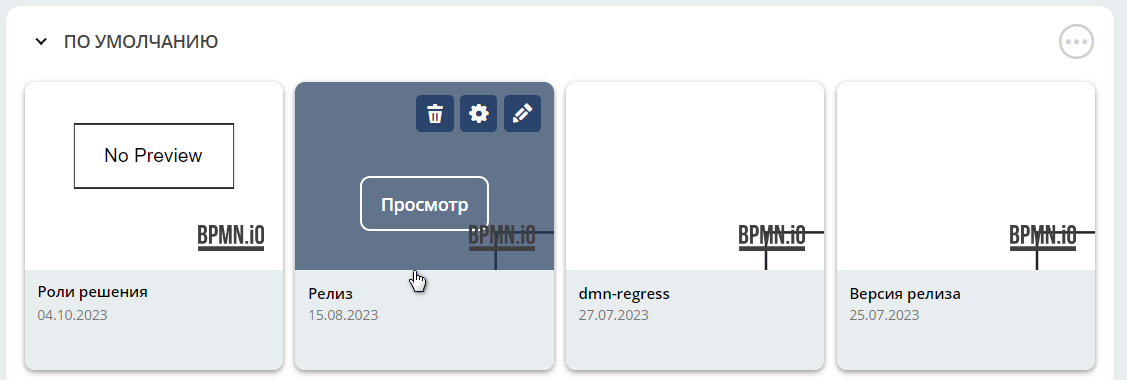 ПО УМОЛЧАНИЮ
No Preview
BPMN.iO
Роли решения
04.10.2023
Просмотр
BPMN.iO
Релиз
15.08.2023
BPMN.iO
dmn-regress
27.07.2023
BPMN.iO
Версия релиза
25.07.2023